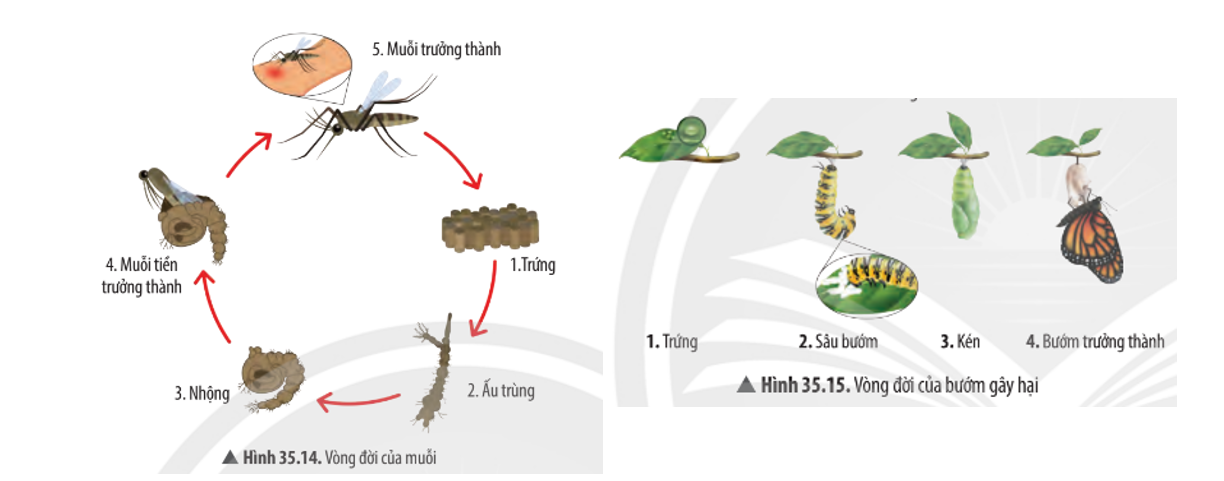 5. Muỗi trưởng thành
1.Trứng
2. Ấu trùng
3. Nhộng
4. Muỗi tiền
trưởng thành
▲ Hình 35.14. Vòng đời của muỗi
1. Trứng
2. Sâu bướm
3. Kén
4. Bướm trưởng thành
▲ Hình 35.15. Vòng đời của bướm gây hại